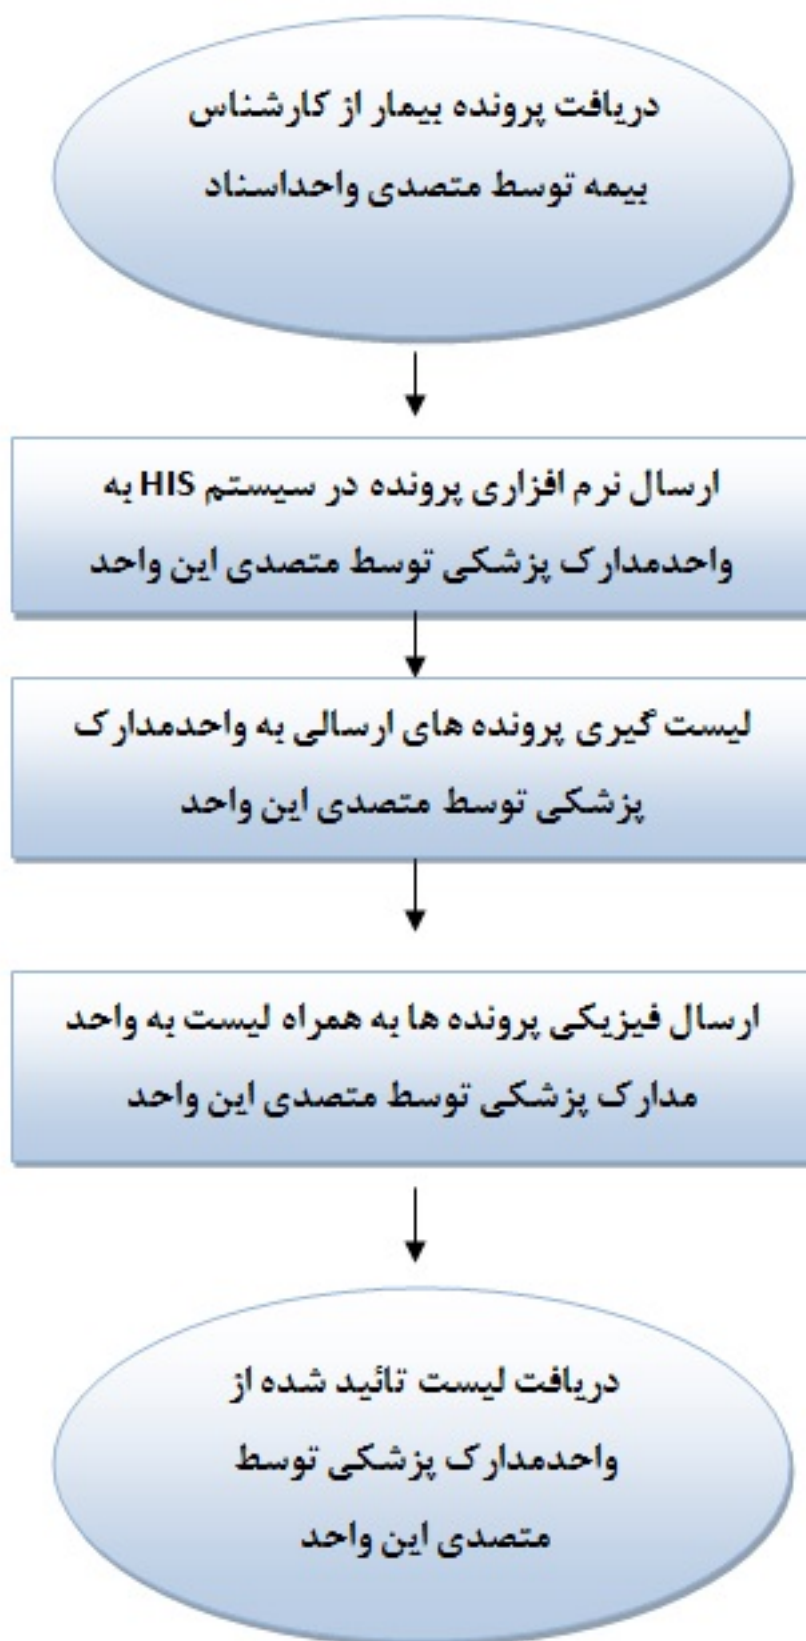 دریافت پرونده بیمار از کارشناس
بیمه توسط متصدی واحداسناد
ارسال نرم افزاری پرونده در سیستم HIS به
واحدمدارک پزشکی توسط متصدی این واحد
لیست گیری پرونده های ارسالی به واحدمدارک
پزشکی توسط متصدی این واحد
ارسال فیزیکی پرونده ها به همراه لیست به واحد
مدارک پزشکی توسط متصدی این واحد
دریافت لیست تائید شده از
واحدمدارک پزشکی توسط
متصدی این واحد